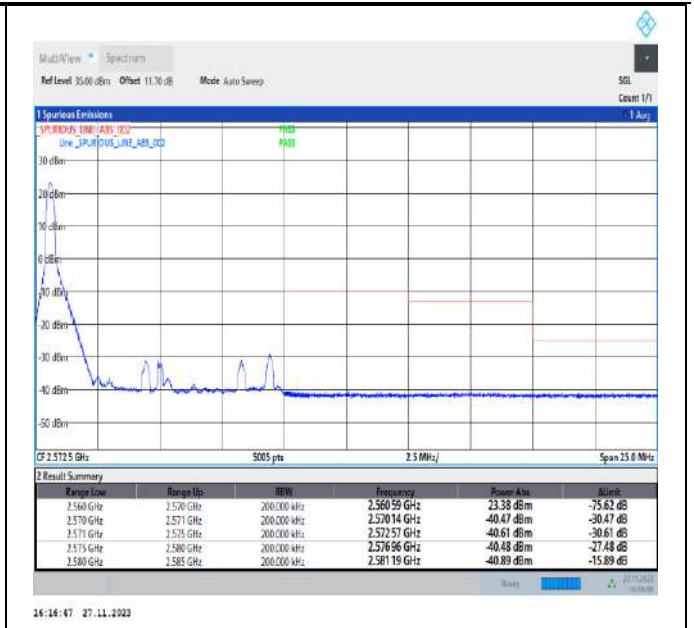 MultiView Spectrum
Ref Level 35.00 dBm Offset 11.70 dB Mode Auto Sweep SGL
Count 1/1
1 Spurious Emissions 1 Avg
_SPURIOUS_LINE_ABS_002 PASS
Line _SPURIOUS_LINE_ABS_002 PASS
30 dBm
20 dBm
10 dBm
0 dBm
-10 dBm
-20 dBm
-30 dBm
-40 dBm
-50 dBm
CF 2.5725 GHz 5005 pts 2.5 MHz/ Span 25.0 MHz
2 Result Summary
Range Low Range Up RBW Frequency Power Abs ΔLimit
2.560 GHz 2.570 GHz 200.000 kHz 2.56059 GHz 23.38 dBm -75.62 dB
2.570 GHz 2.571 GHz 200.000 kHz 2.57014 GHz -40.47 dBm -30.47 dB
2.571 GHz 2.575 GHz 200.000 kHz 2.57257 GHz -40.61 dBm -30.61 dB
2.575 GHz 2.580 GHz 200.000 kHz 2.57696 GHz -40.48 dBm -27.48 dB
2.580 GHz 2.585 GHz 200.000 kHz 2.58119 GHz -40.89 dBm -15.89 dB
Ready 27.11.2023
16:16:47 27.11.2023